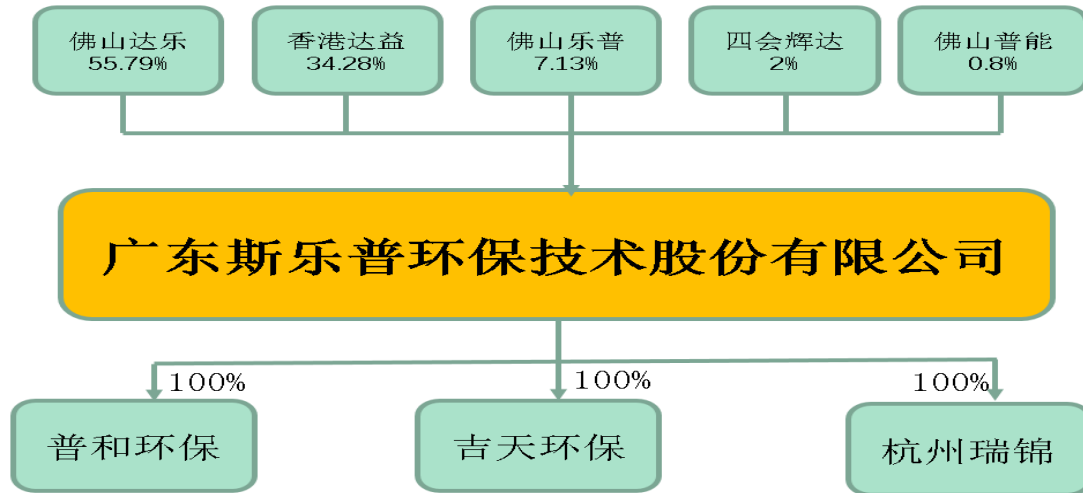 佛山达乐
55.79%
香港达益
34.28%
佛山乐普
7.13%
四会辉达
2%
佛山普能
0.8%
广东斯乐普环保技术股份有限公司
100%
100%
100%
普和环保
吉天环保
杭州瑞锦